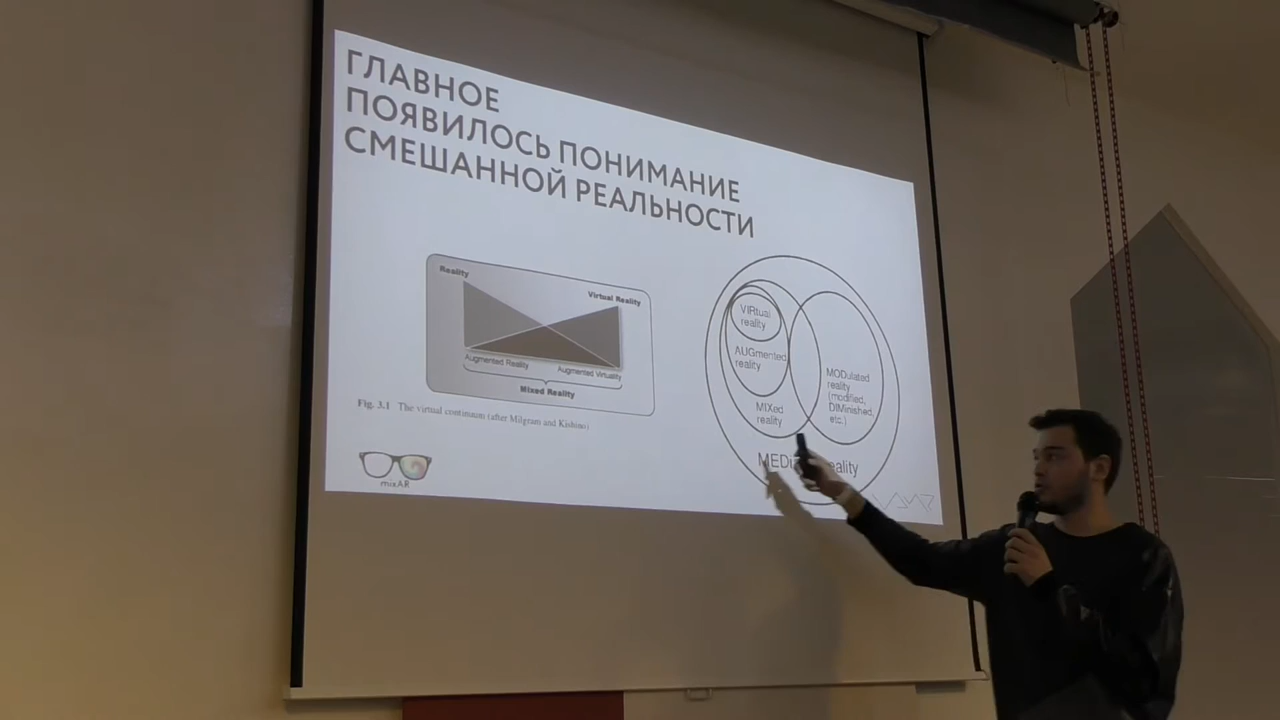 ГЛАВНОЕ
ПОЯВИЛОСЬ ПОНИМАНИЕ
СМЕШАННОЙ РЕАЛЬНОСТИ
Reality
Virtual Reality
Augmented Reality
Augmented Virtuality
Mixed Reality
Fig. 3.1 The virtual continuum (after Milgram and Kishino)
mixAR
VIRtual
reality
AUGmented
reality
MIXed
reality
MODulated
reality
(modified,
DIMinished,
etc.)